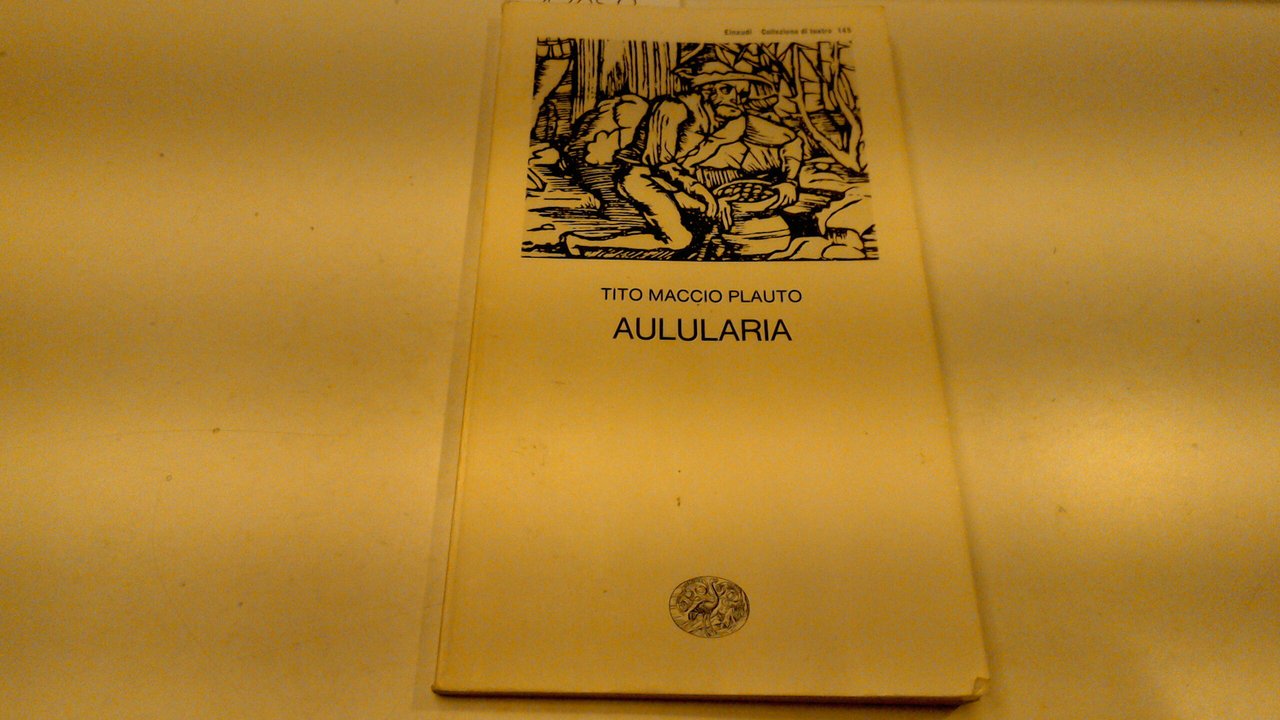 Einaudi Collezione di teatro 145
TITO MACCIO PLAUTO
AULULARIA